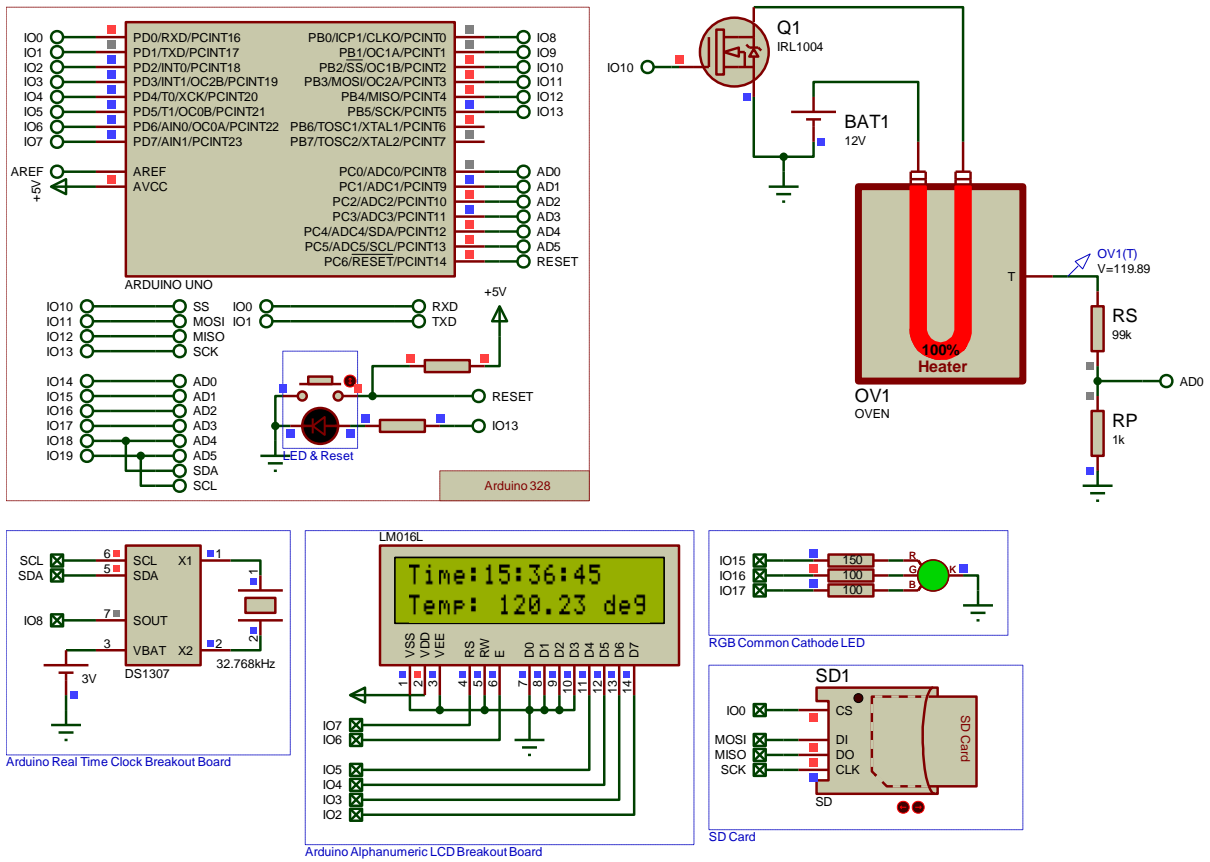 IO0 PD0/RXD/PCINT16 PB0/ICP1/CLKO/PCINT0 IO8
IO1 PD1/TXD/PCINT17 PB1/OC1A/PCINT1 IO9
IO2 PD2/INT0/PCINT18 PB2/SS/OC1B/PCINT2 IO10
IO3 PD3/INT1/OC2B/PCINT19 PB3/MOSI/OC2A/PCINT3 IO11
IO4 PD4/T0/XCK/PCINT20 PB4/MISO/PCINT4 IO12
IO5 PD5/T1/OC0B/PCINT21 PB5/SCK/PCINT5 IO13
IO6 PD6/AIN0/OC0A/PCINT22 PB6/TOSC1/XTAL1/PCINT6
IO7 PD7/AIN1/PCINT23 PB7/TOSC2/XTAL2/PCINT7
AREF AREF PC0/ADC0/PCINT8 AD0
+5V AVCC PC1/ADC1/PCINT9 AD1
PC2/ADC2/PCINT10 AD2
PC3/ADC3/PCINT11 AD3
PC4/ADC4/SDA/PCINT12 AD4
PC5/ADC5/SCL/PCINT13 AD5
PC6/RESET/PCINT14 RESET
ARDUINO UNO
IO10 SS IO0 RXD
IO11 MOSI IO1 TXD
IO12 MISO
IO13 SCK
+5V
IO14 AD0
IO15 AD1
IO16 AD2
IO17 AD3
IO18 AD4
IO19 AD5
SDA
SCL
RESET
IO13
LED & Reset
Arduino 328
Q1
IRL1004
IO10
BAT1
12V
OV1(T)
V=119.89
T
RS
99k
AD0
RP
1k
100%
Heater
OV1
OVEN
SCL 6 SCL X1 1
SDA 5 SDA
1
IO8 7 SOUT
2
3 VBAT X2 2
DS1307
32.768kHz
3V
Arduino Real Time Clock Breakout Board
LM016L
Time:15:36:45
Temp: 120.23 deg
VSS VDD VEE RS RW E D0 D1 D2 D3 D4 D5 D6 D7
1 2 3 4 5 6 7 8 9 10 11 12 13 14
IO7
IO6
IO5
IO4
IO3
IO2
Arduino Alphanumeric LCD Breakout Board
IO15 150 R
IO16 100 G K
IO17 100 B
RGB Common Cathode LED
SD1
IO0 CS
MOSI DI
MISO DO
SCK CLK
SD Card
SD
SD Card